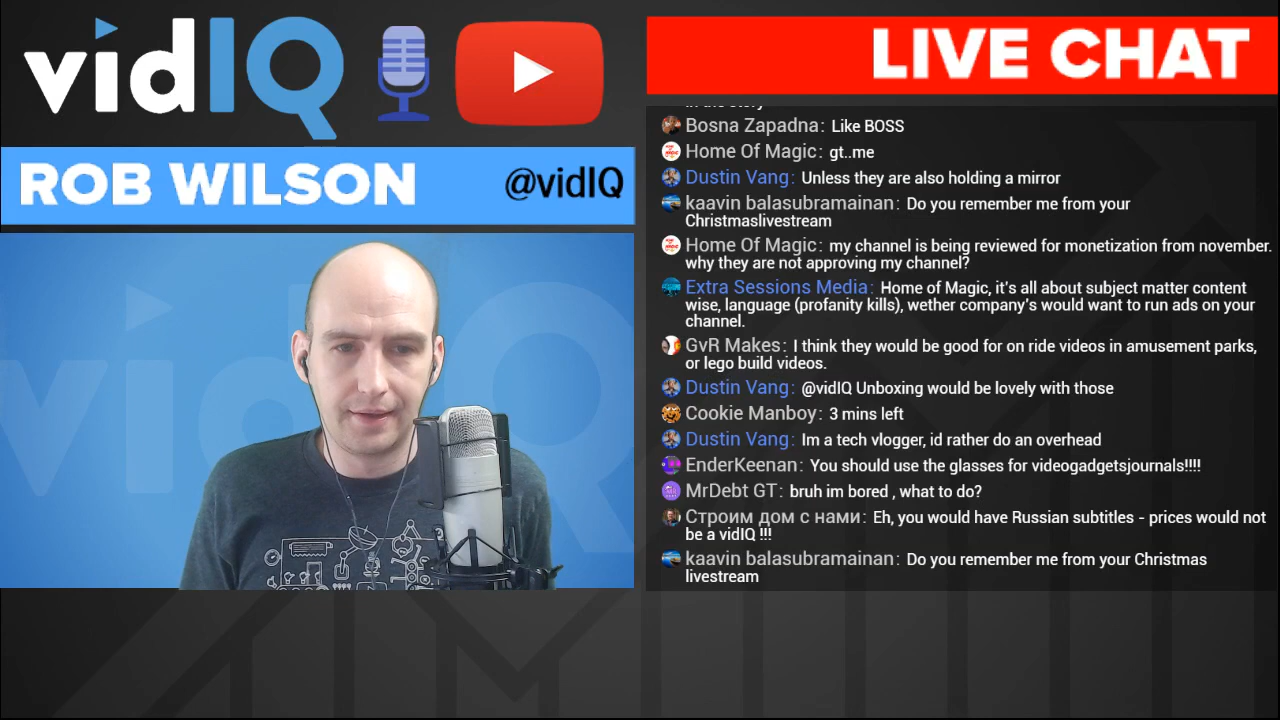 vidIQ
LIVE CHAT
ROB WILSON
@vidIQ
in the story
Bosna Zapadna: Like BOSS
Home Of Magic: gt..me
Dustin Vang: Unless they are also holding a mirror
kaavin balasubramainan: Do you remember me from your
Christmaslivestream
Home Of Magic: my channel is being reviewed for monetization from november.
why they are not approving my channel?
Extra Sessions Media: Home of Magic, it's all about subject matter content
wise, language (profanity kills), wether company's would want to run ads on your
channel.
GvR Makes: I think they would be good for on ride videos in amusement parks,
or lego build videos.
Dustin Vang: @vidIQ Unboxing would be lovely with those
Cookie Manboy: 3 mins left
Dustin Vang: Im a tech vlogger, id rather do an overhead
EnderKeenan: You should use the glasses for videogadgetsjournals!!!!
MrDebt GT: bruh im bored , what to do?
Строим дом с нами: Eh, you would have Russian subtitles - prices would not
be a vidIQ !!!
kaavin balasubramainan: Do you remember me from your Christmas
livestream